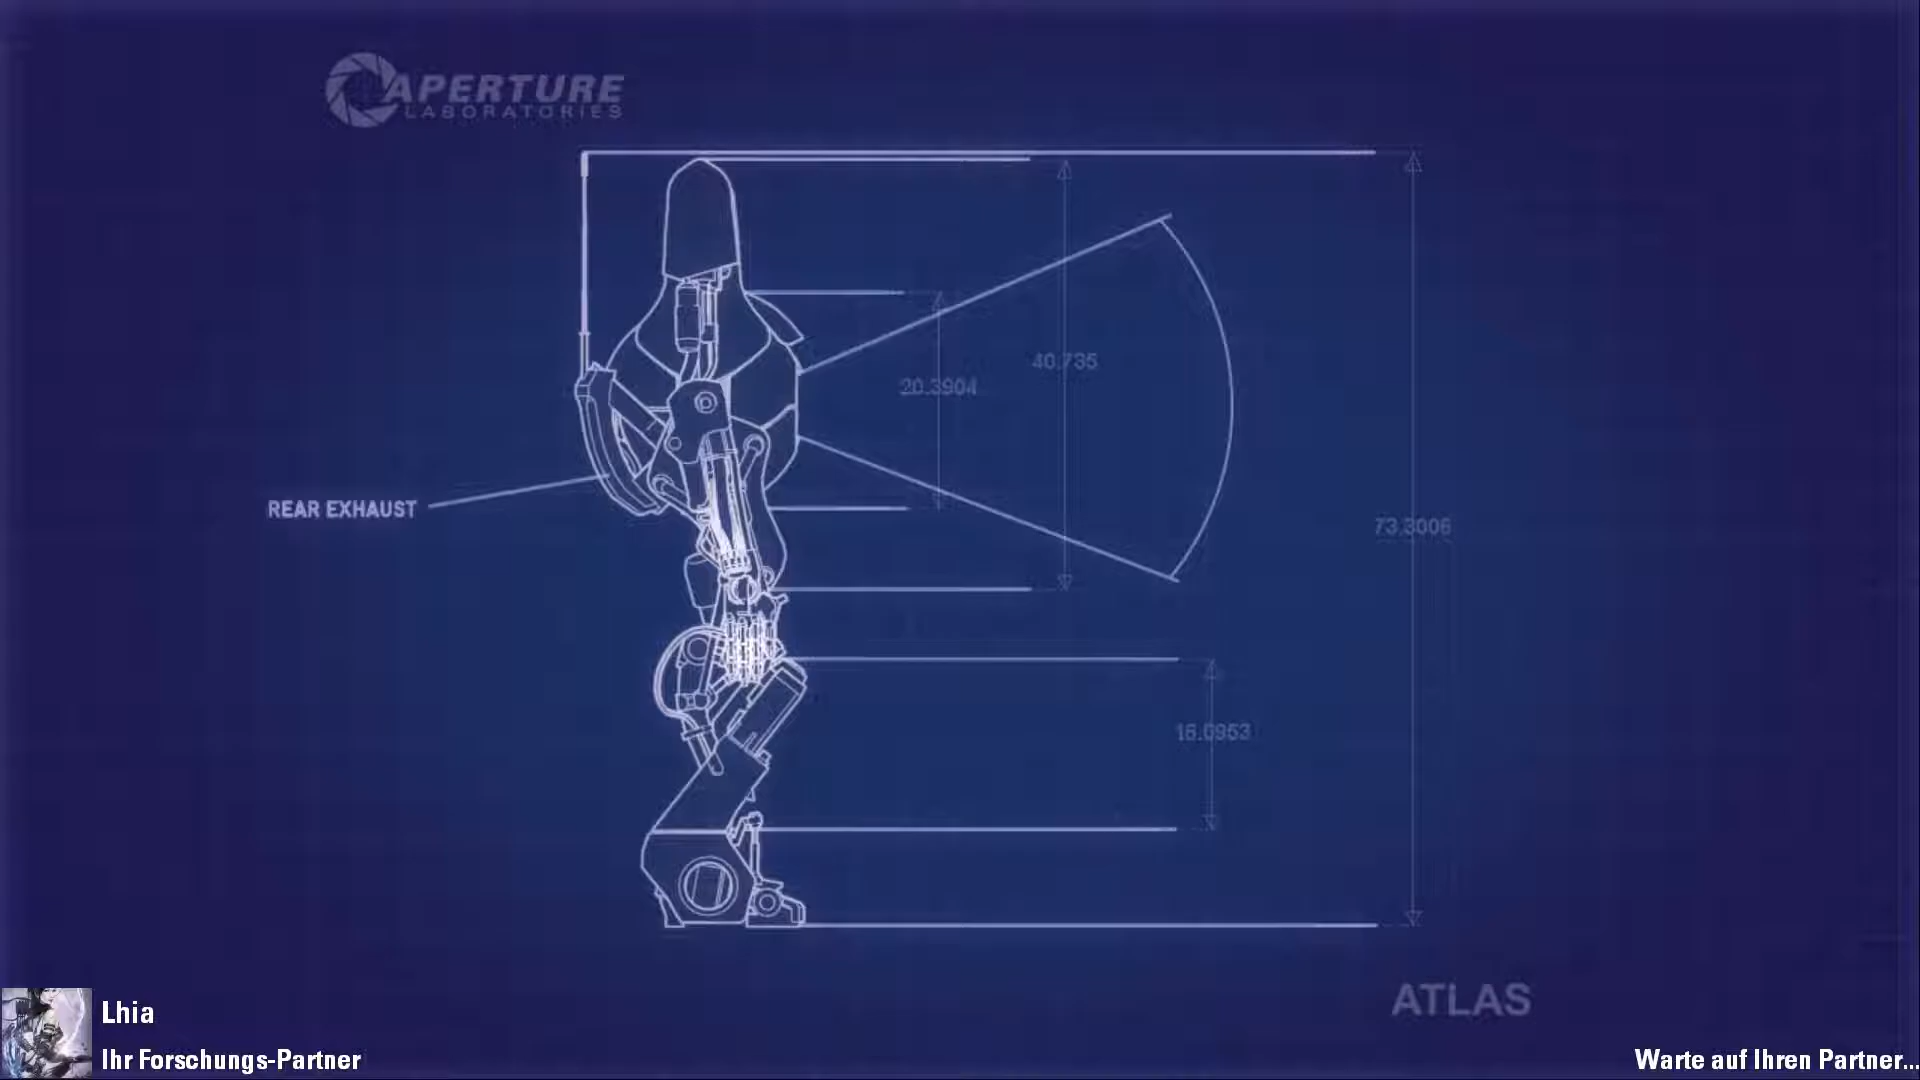 APERTURE
LABORATORIES
40.735
20.3904
REAR EXHAUST
73.3006
16.0953
ATLAS
Lhia
Ihr Forschungs-Partner
Warte auf Ihren Partner...